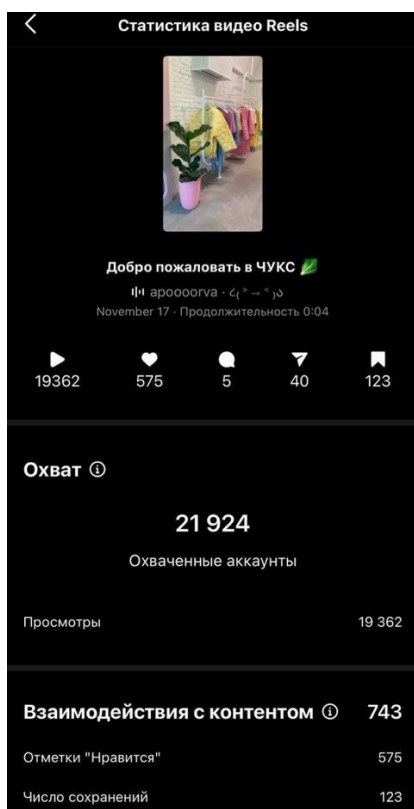 Статистика видео Reels
Добро пожаловать в ЧУКС 🥬
apoooorva ·
November 17 · Продолжительность 0:04
19362 575 5 40 123
Охват
21 924
Охваченные аккаунты
Просмотры 19 362
Взаимодействия с контентом 743
Отметки "Нравится" 575
Число сохранений 123